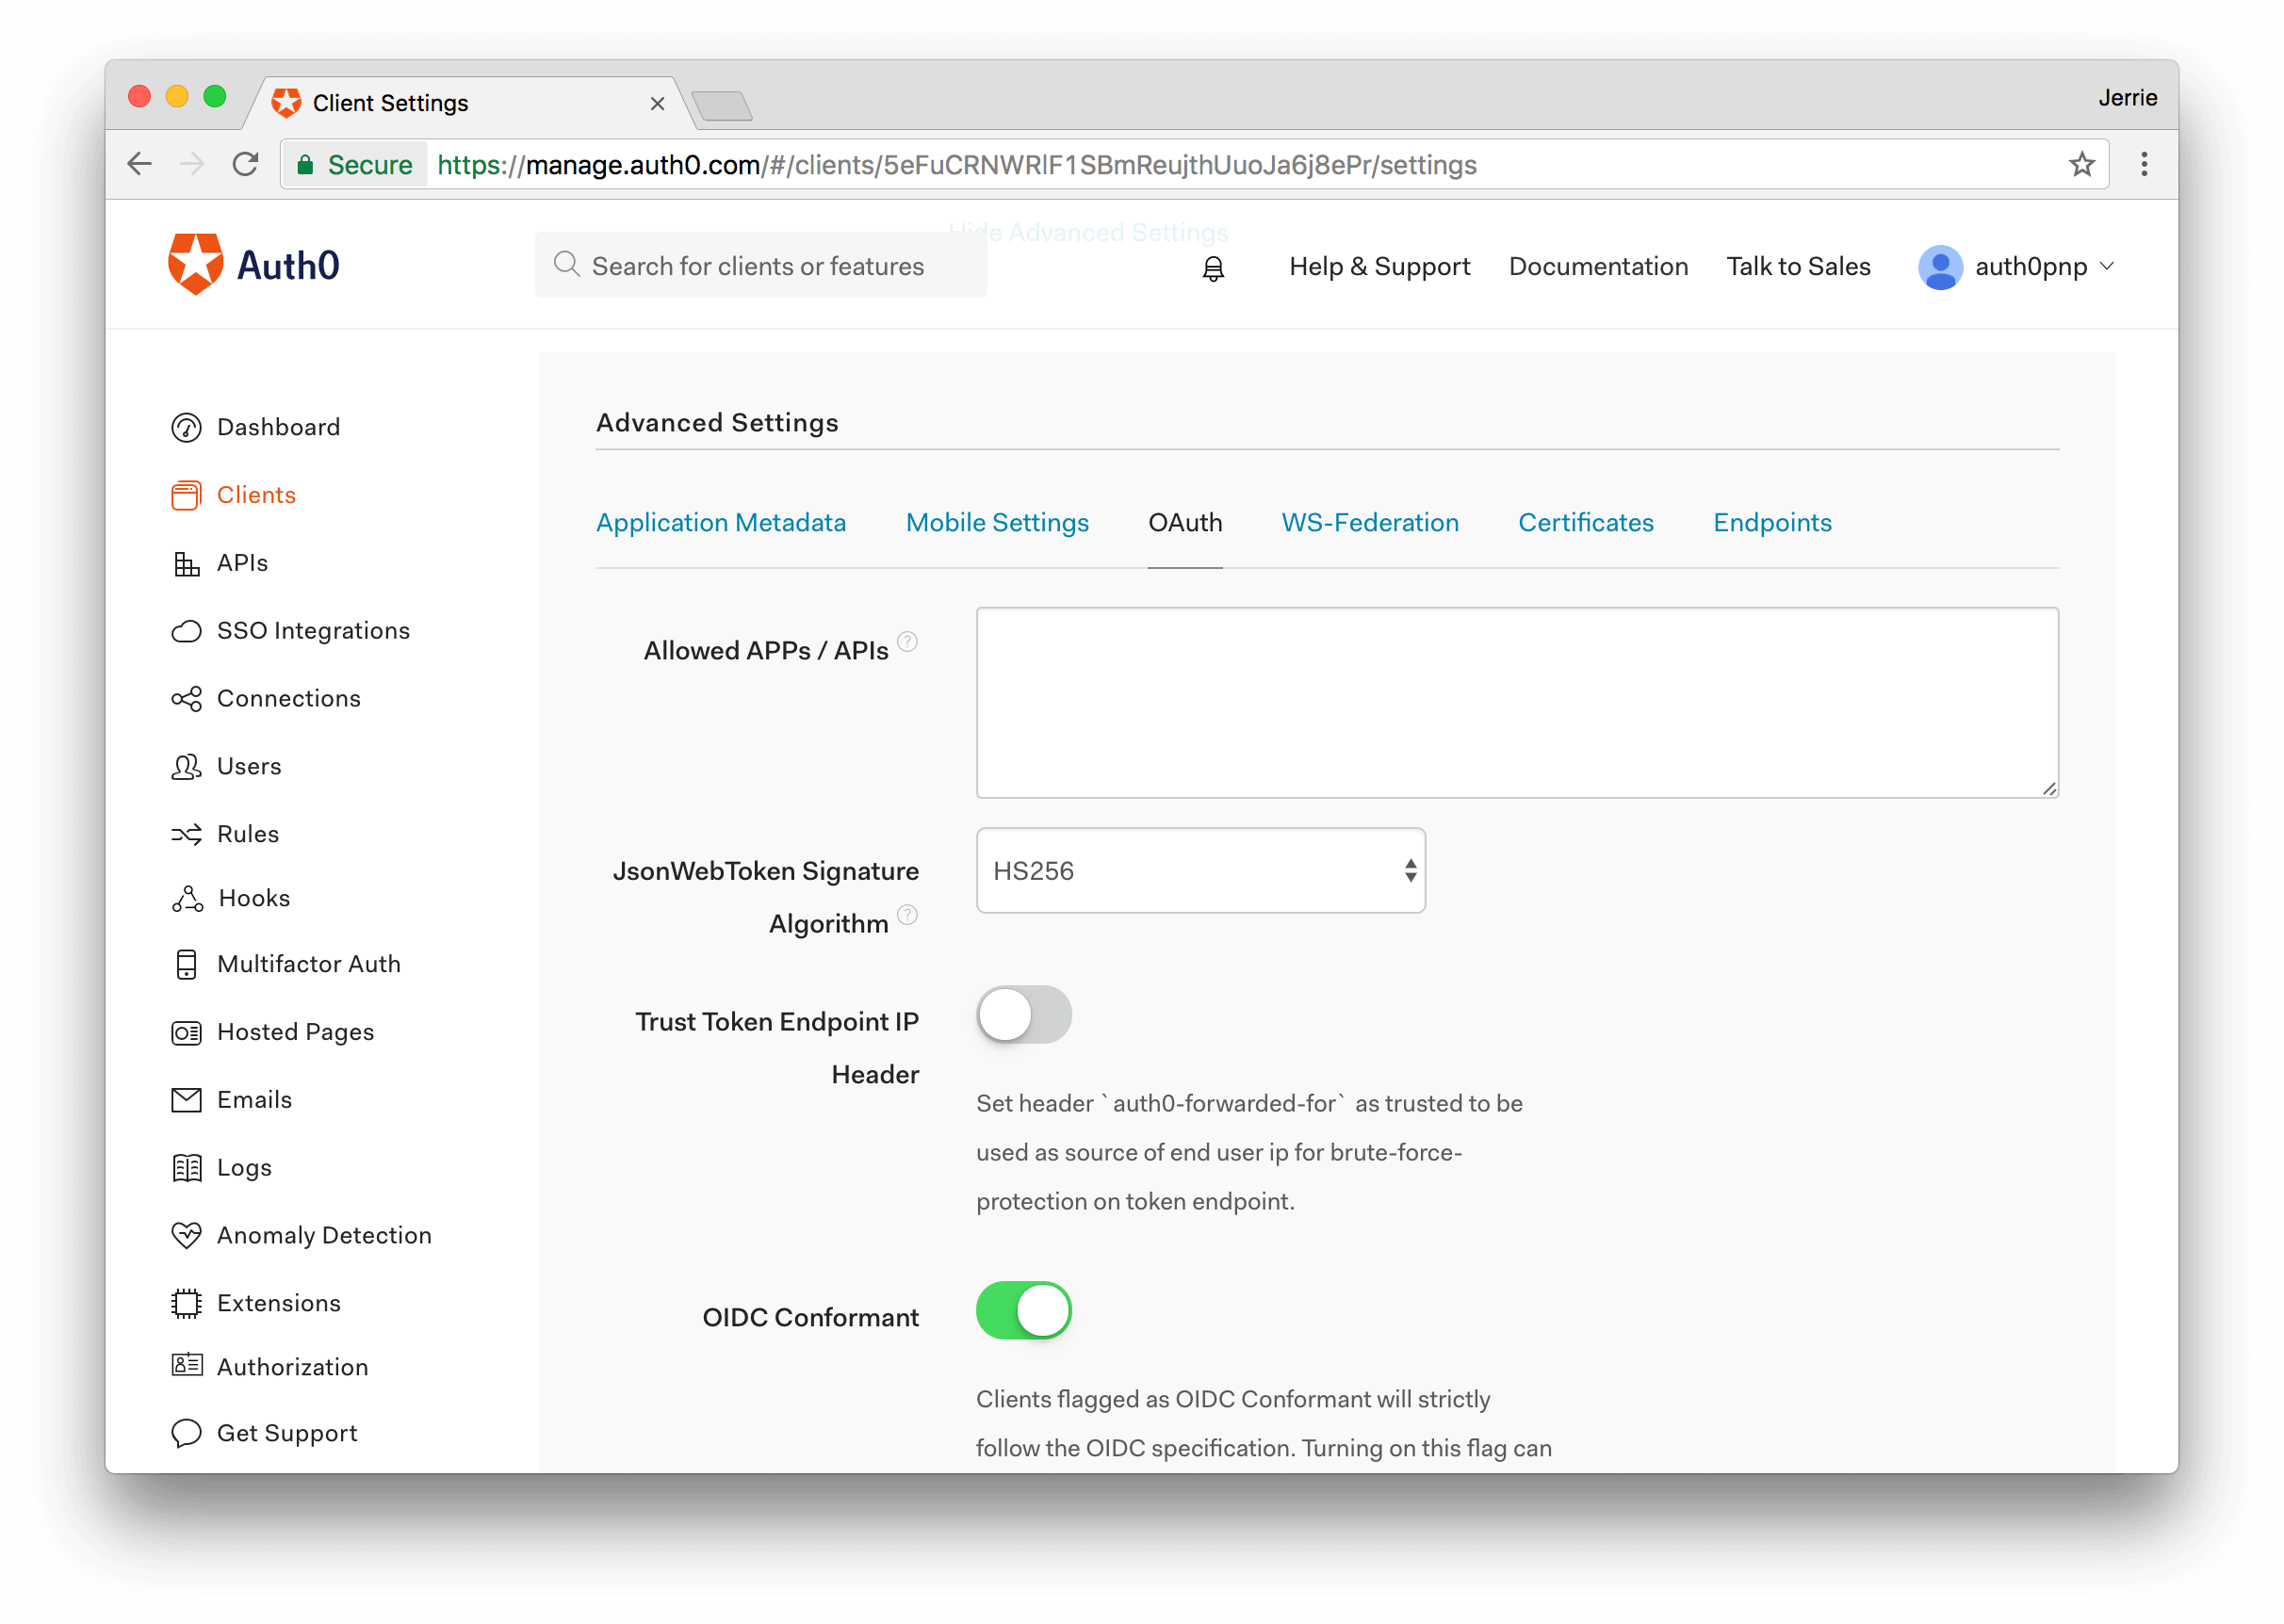 Client Settings
Jerrie
Secure https://manage.auth0.com/#/clients/5eFuCRNWRlF1SBmReujthUuoJa6j8ePr/settings
Hide Advanced Settings
Auth0
Search for clients or features
Help & Support
Documentation
Talk to Sales
auth0pnp
Dashboard
Clients
APIs
SSO Integrations
Connections
Users
Rules
Hooks
Multifactor Auth
Hosted Pages
Emails
Logs
Anomaly Detection
Extensions
Authorization
Get Support
Advanced Settings
Application Metadata
Mobile Settings
OAuth
WS-Federation
Certificates
Endpoints
Allowed APPs / APIs ?
JsonWebToken Signature
Algorithm ?
HS256
Trust Token Endpoint IP
Header
Set header `auth0-forwarded-for` as trusted to be
used as source of end user ip for brute-force-
protection on token endpoint.
OIDC Conformant
Clients flagged as OIDC Conformant will strictly
follow the OIDC specification. Turning on this flag can